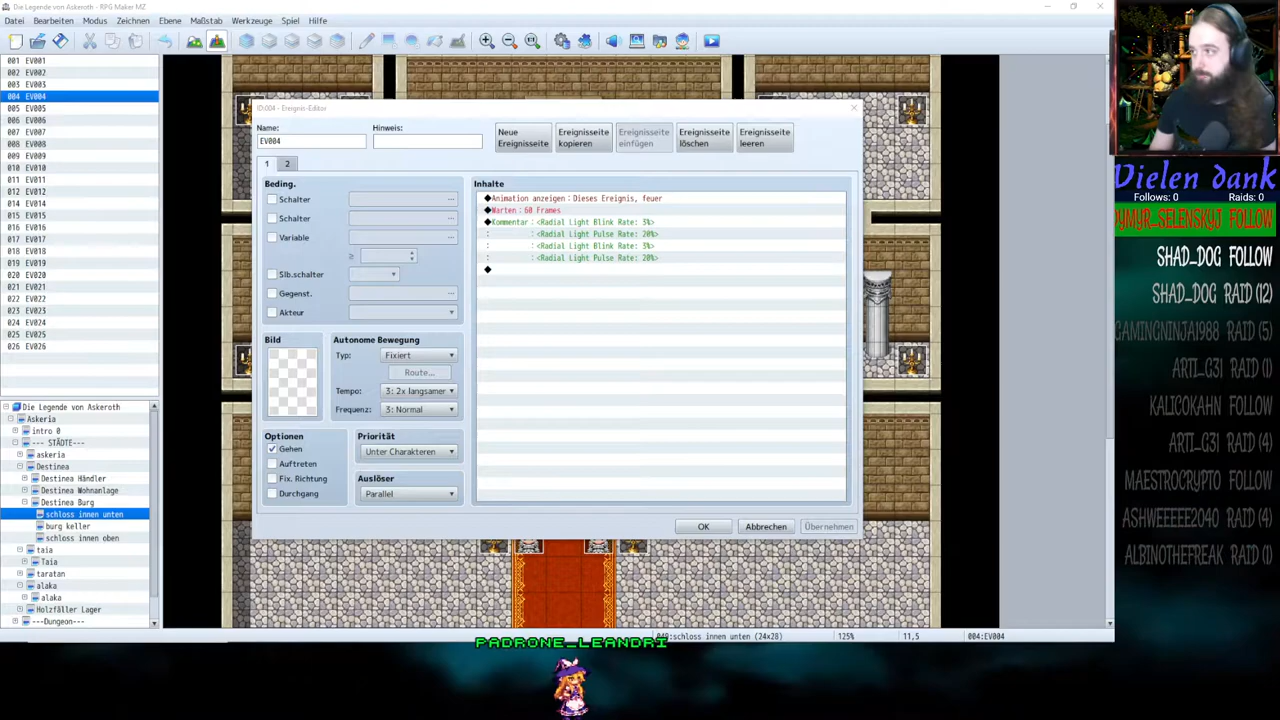 Die Legende von Askeroth - RPG Maker MZ
Datei Bearbeiten Modus Zeichnen Ebene Maßstab Werkzeuge Spiel Hilfe
001 EV001
002 EV002
003 EV003
004 EV004
005 EV005
006 EV006
007 EV007
008 EV008
009 EV009
010 EV010
011 EV011
012 EV012
013 EV013
014 EV014
015 EV015
016 EV016
017 EV017
018 EV018
019 EV019
020 EV020
021 EV021
022 EV022
023 EV023
024 EV024
025 EV025
026 EV026
Die Legende von Askeroth
Askeria
intro 0
--- STÄDTE---
askeria
Destinea
Destinea Händler
Destinea Wohnanlage
Destinea Burg
schloss innen unten
burg keller
schloss innen oben
taia
Taia
taratan
alaka
alaka
Holzfäller Lager
---Dungeon---
ID:004 - Ereignis-Editor
Name:
EV004
Hinweis:
Neue Ereignisseite
Ereignisseite kopieren
Ereignisseite einfügen
Ereignisseite löschen
Ereignisseite leeren
1 2
Beding.
Schalter
Schalter
Variable
≥
Slb.schalter
Gegenst.
Akteur
Bild
Autonome Bewegung
Typ: Fixiert
Route...
Tempo: 3: 2x langsamer
Frequenz: 3: Normal
Optionen
Gehen
Auftreten
Fix. Richtung
Durchgang
Priorität
Unter Charakteren
Auslöser
Parallel
Inhalte
◆Animation anzeigen：Dieses Ereignis, feuer
◆Warten：60 Frames
◆Kommentar：<Radial Light Blink Rate: 5%>
：　　　：<Radial Light Pulse Rate: 20%>
：　　　：<Radial Light Blink Rate: 5%>
：　　　：<Radial Light Pulse Rate: 20%>
◆
OK Abbrechen Übernehmen
schloss innen unten (24x28) 125% 11,5 004:EV004
PADRONE_LEANDRI
Vielen dank
Follows: 0 Raids: 0
DYMYR_SELENSKYJ FOLLOW
SHAD_DOG FOLLOW
SHAD_DOG RAID (12)
GAMINGNINJA1988 RAID (5)
ARTI_G3I RAID (1)
KALICOKAHN FOLLOW
ARTI_G3I RAID (4)
MAESTROCRYPTO FOLLOW
ASHWEEEEE2040 RAID (4)
ALBINOTHEFREAK RAID (1)